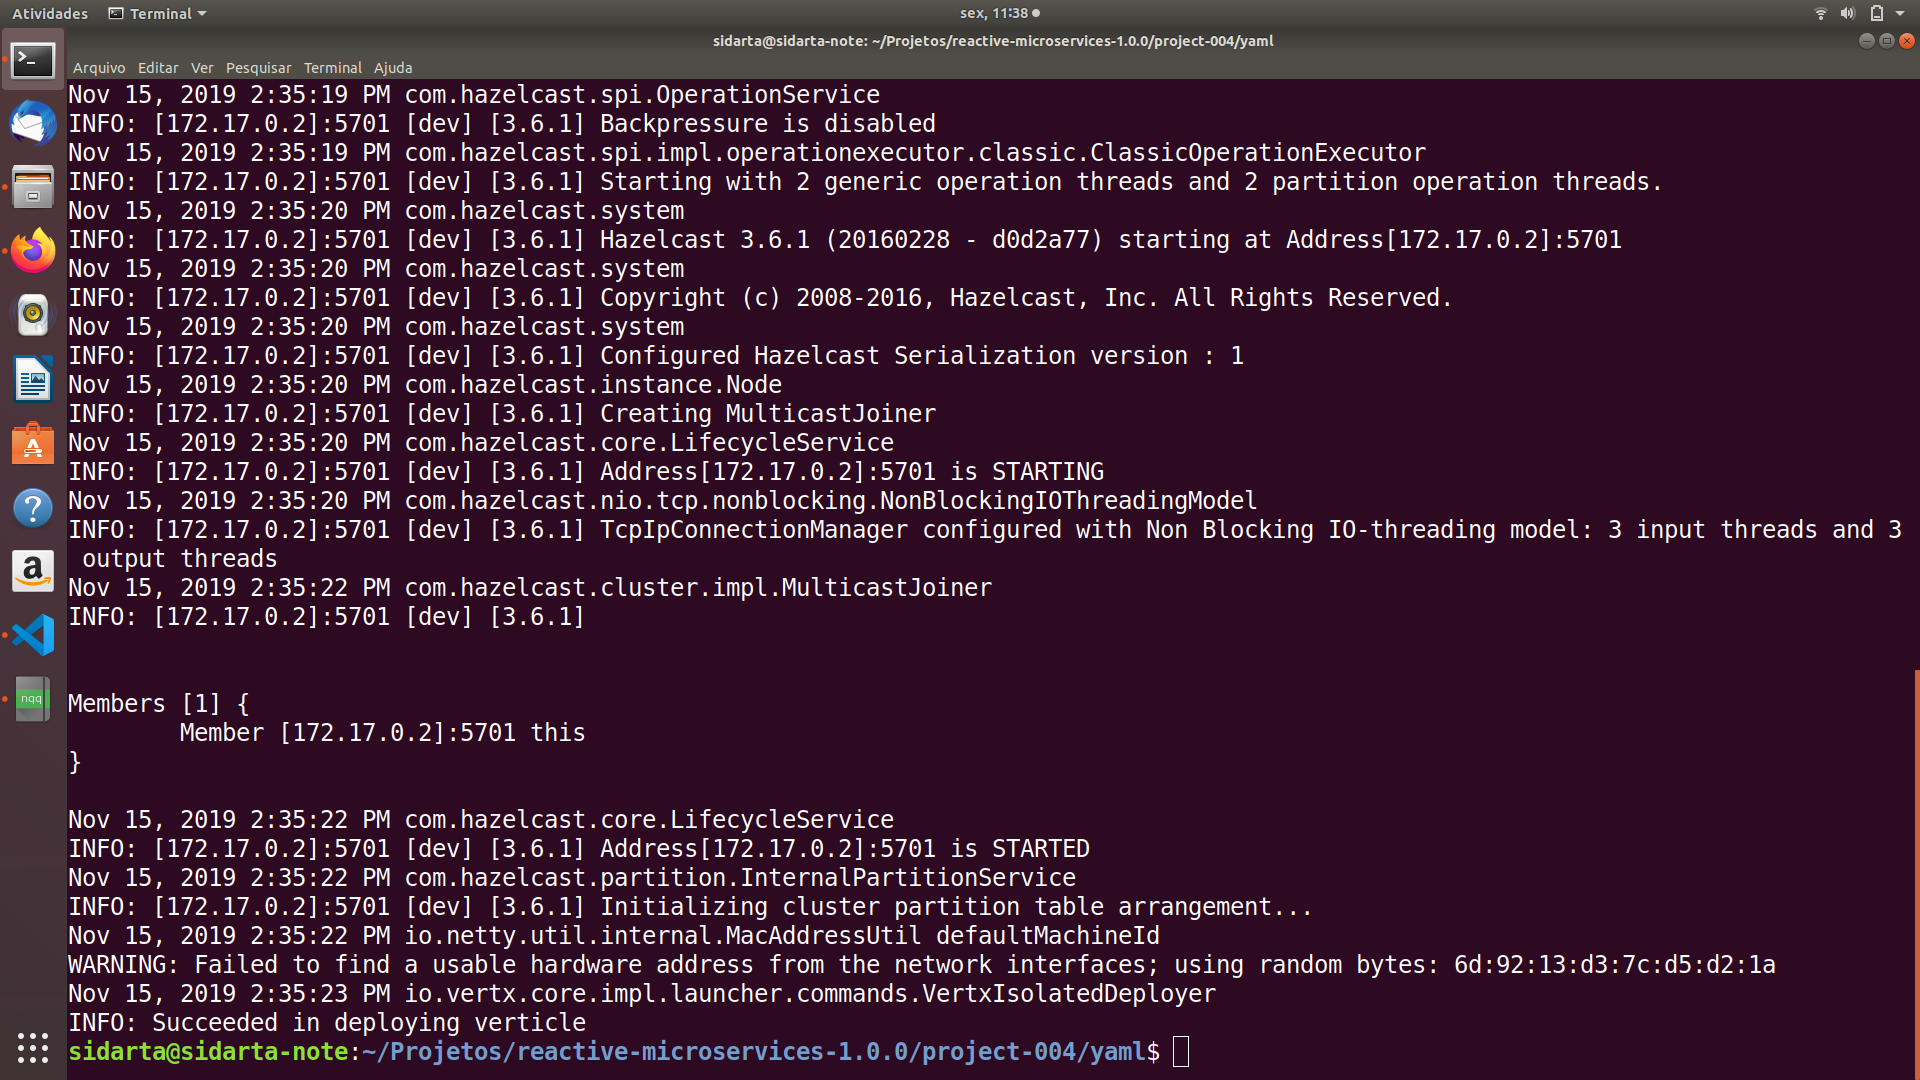 Atividades Terminal sex, 11:38
sidarta@sidarta-note: ~/Projetos/reactive-microservices-1.0.0/project-004/yaml
Arquivo Editar Ver Pesquisar Terminal Ajuda
Nov 15, 2019 2:35:19 PM com.hazelcast.spi.OperationService
INFO: [172.17.0.2]:5701 [dev] [3.6.1] Backpressure is disabled
Nov 15, 2019 2:35:19 PM com.hazelcast.spi.impl.operationexecutor.classic.ClassicOperationExecutor
INFO: [172.17.0.2]:5701 [dev] [3.6.1] Starting with 2 generic operation threads and 2 partition operation threads.
Nov 15, 2019 2:35:20 PM com.hazelcast.system
INFO: [172.17.0.2]:5701 [dev] [3.6.1] Hazelcast 3.6.1 (20160228 - d0d2a77) starting at Address[172.17.0.2]:5701
Nov 15, 2019 2:35:20 PM com.hazelcast.system
INFO: [172.17.0.2]:5701 [dev] [3.6.1] Copyright (c) 2008-2016, Hazelcast, Inc. All Rights Reserved.
Nov 15, 2019 2:35:20 PM com.hazelcast.system
INFO: [172.17.0.2]:5701 [dev] [3.6.1] Configured Hazelcast Serialization version : 1
Nov 15, 2019 2:35:20 PM com.hazelcast.instance.Node
INFO: [172.17.0.2]:5701 [dev] [3.6.1] Creating MulticastJoiner
Nov 15, 2019 2:35:20 PM com.hazelcast.core.LifecycleService
INFO: [172.17.0.2]:5701 [dev] [3.6.1] Address[172.17.0.2]:5701 is STARTING
Nov 15, 2019 2:35:20 PM com.hazelcast.nio.tcp.nonblocking.NonBlockingIOThreadingModel
INFO: [172.17.0.2]:5701 [dev] [3.6.1] TcpIpConnectionManager configured with Non Blocking IO-threading model: 3 input threads and 3
output threads
Nov 15, 2019 2:35:22 PM com.hazelcast.cluster.impl.MulticastJoiner
INFO: [172.17.0.2]:5701 [dev] [3.6.1]
Members [1] {
Member [172.17.0.2]:5701 this
}
Nov 15, 2019 2:35:22 PM com.hazelcast.core.LifecycleService
INFO: [172.17.0.2]:5701 [dev] [3.6.1] Address[172.17.0.2]:5701 is STARTED
Nov 15, 2019 2:35:22 PM com.hazelcast.partition.InternalPartitionService
INFO: [172.17.0.2]:5701 [dev] [3.6.1] Initializing cluster partition table arrangement...
Nov 15, 2019 2:35:22 PM io.netty.util.internal.MacAddressUtil defaultMachineId
WARNING: Failed to find a usable hardware address from the network interfaces; using random bytes: 6d:92:13:d3:7c:d5:d2:1a
Nov 15, 2019 2:35:23 PM io.vertx.core.impl.launcher.commands.VertxIsolatedDeployer
INFO: Succeeded in deploying verticle
sidarta@sidarta-note:~/Projetos/reactive-microservices-1.0.0/project-004/yaml$
nqq